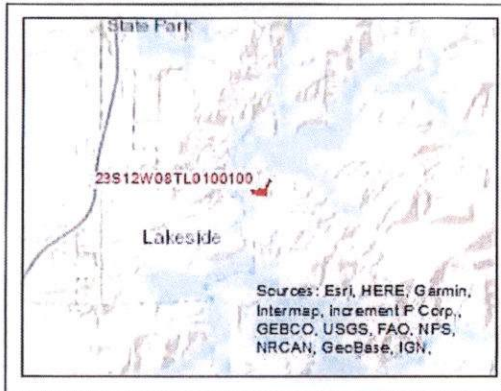 State Park
23S12W08TL0100100
Lakeside
Sources: Esri, HERE, Garmin,
Intermap, increment P Corp.,
GEBCO, USGS, FAO, NPS,
NRCAN, GeoBase, IGN,